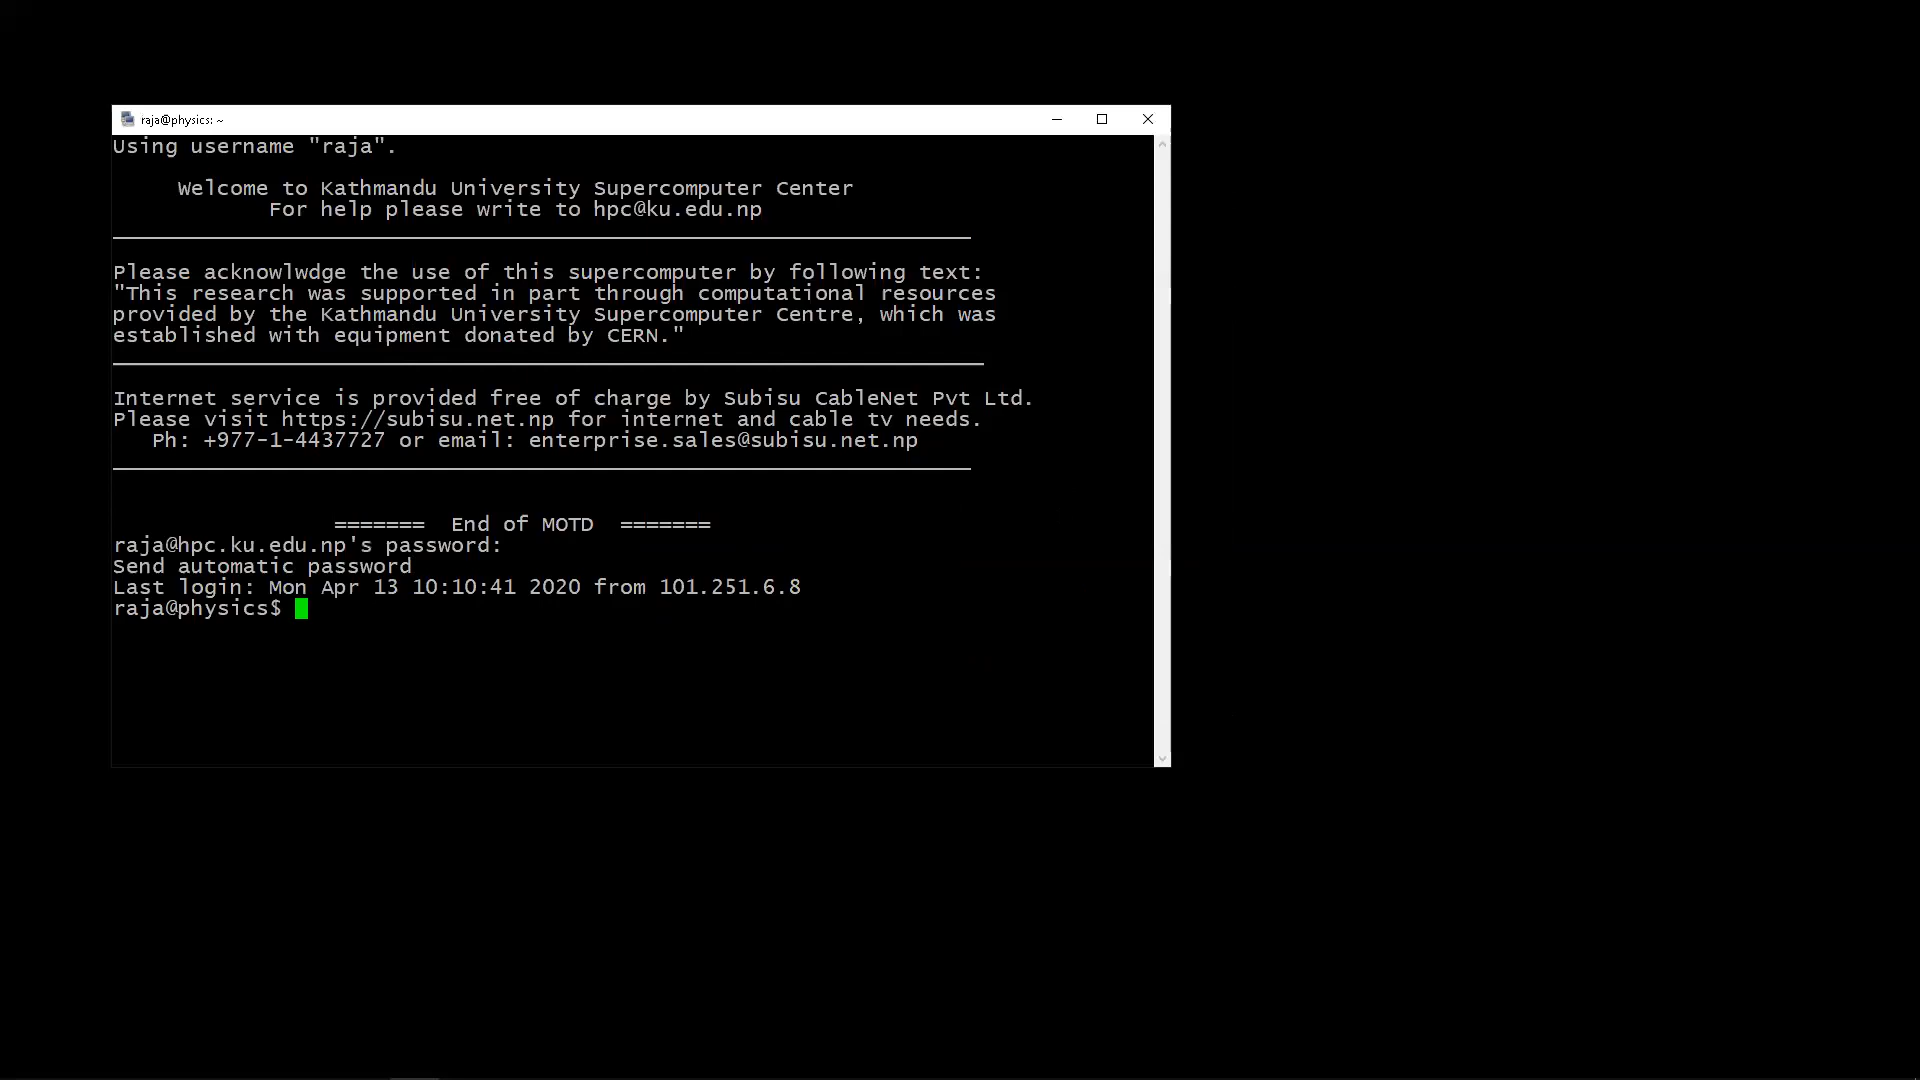 raja@physics: ~
Using username "raja".
Welcome to Kathmandu University Supercomputer Center
For help please write to hpc@ku.edu.np
Please acknowlwdge the use of this supercomputer by following text:
"This research was supported in part through computational resources
provided by the Kathmandu University Supercomputer Centre, which was
established with equipment donated by CERN."
Internet service is provided free of charge by Subisu CableNet Pvt Ltd.
Please visit https://subisu.net.np for internet and cable tv needs.
Ph: +977-1-4437727 or email: enterprise.sales@subisu.net.np
======= End of MOTD =======
raja@hpc.ku.edu.np's password:
Send automatic password
Last login: Mon Apr 13 10:10:41 2020 from 101.251.6.8
raja@physics$